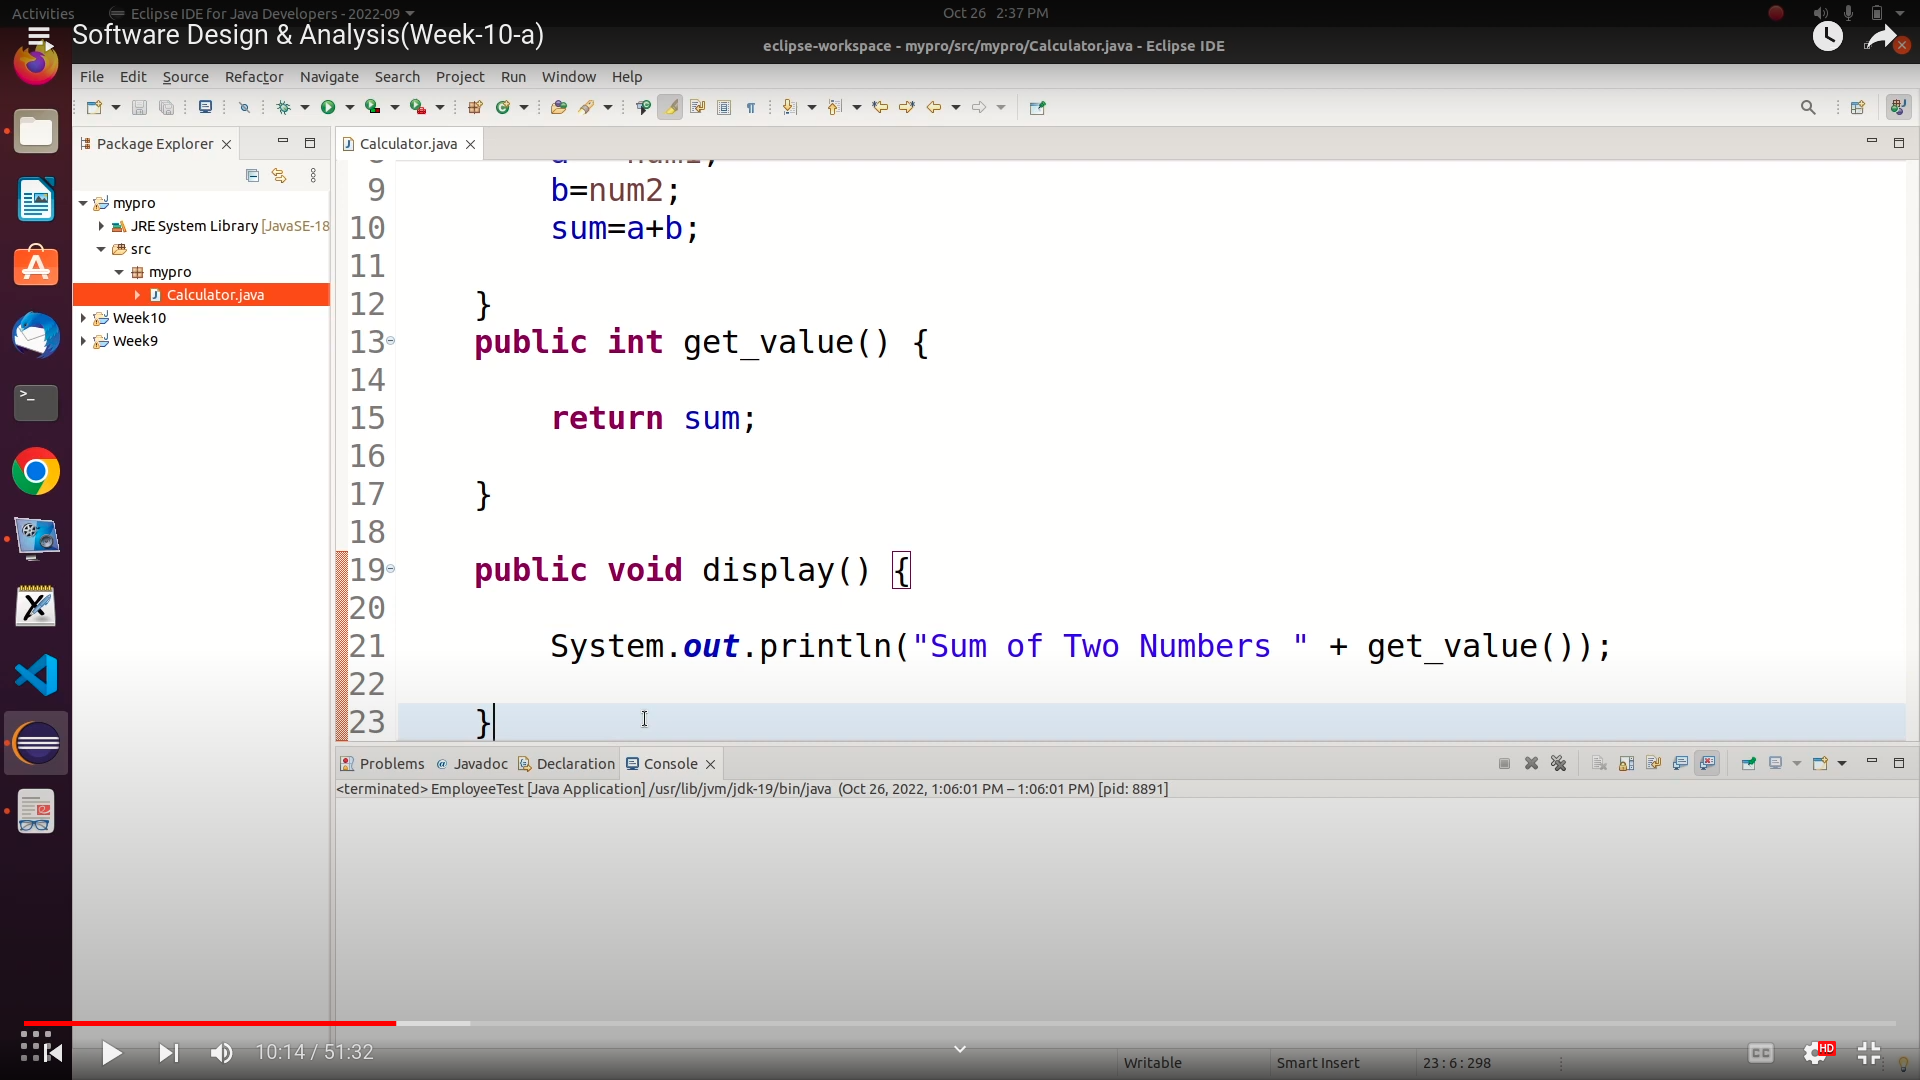 Activities Eclipse IDE for Java Developers - 2022-09 Oct 26 2:37 PM
Software Design & Analysis(Week-10-a)
eclipse-workspace - mypro/src/mypro/Calculator.java - Eclipse IDE
File Edit Source Refactor Navigate Search Project Run Window Help
Package Explorer
Calculator.java
mypro
JRE System Library [JavaSE-18
src
mypro
Calculator.java
Week10
Week9
9 b=num2;
10 sum=a+b;
11
12 }
13 public int get_value() {
14
15 return sum;
16
17 }
18
19 public void display() {
20
21 System.out.println("Sum of Two Numbers " + get_value());
22
23 }
Problems @ Javadoc Declaration Console
<terminated> EmployeeTest [Java Application] /usr/lib/jvm/jdk-19/bin/java (Oct 26, 2022, 1:06:01 PM – 1:06:01 PM) [pid: 8891]
10:14 / 51:32
CC HD
Writable Smart Insert 23 : 6 : 298